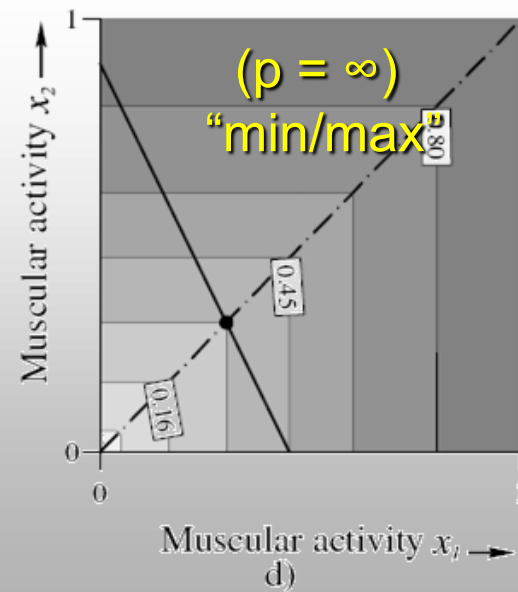 1
(p = ∞)
“min/max”
0.80
Muscular activity x₂
0.45
0.16
0
0
Muscular activity x₁
d)